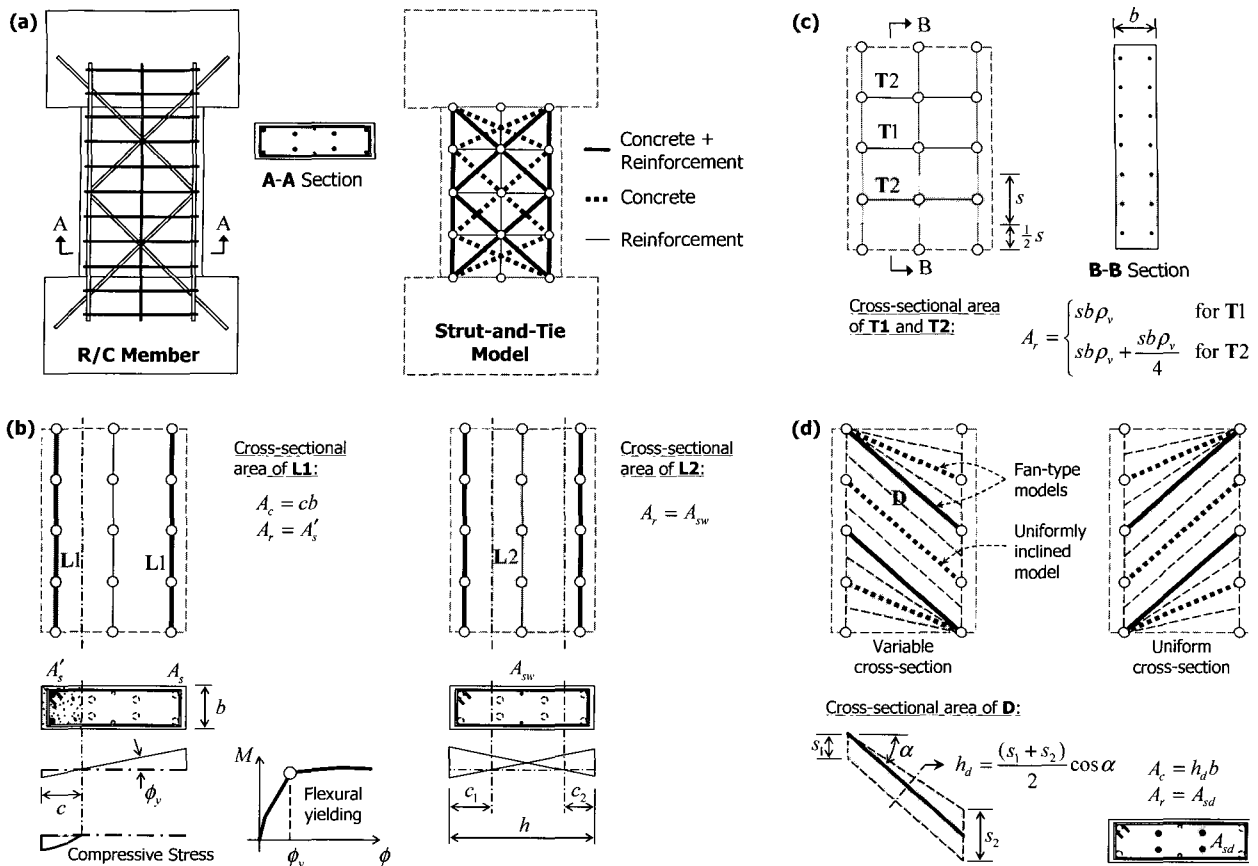 (a)
A
A
A-A Section
Concrete +
Reinforcement
Concrete
Reinforcement
R/C Member
Strut-and-Tie
Model
(c)
B
T2
T1
T2
s
½ s
B
b
B-B Section
Cross-sectional area
of T1 and T2:
A_r = { sbρ_v for T1
sbρ_v + sbρ_v/4 for T2
(b)
L1
L1
Cross-sectional
area of L1:
A_c = cb
A_r = A'_s
L2
Cross-sectional
area of L2:
A_r = A_sw
A'_s
A_s
b
c
ϕ_y
Compressive Stress
M
Flexural
yielding
ϕ_y
ϕ
A_sw
c_1
c_2
h
(d)
D
Fan-type
models
Uniformly
inclined
model
Variable
cross-section
Uniform
cross-section
Cross-sectional area of D:
s_1
α
h_d = (s_1 + s_2)/2 cos α
s_2
A_c = h_d b
A_r = A_sd
A_sd